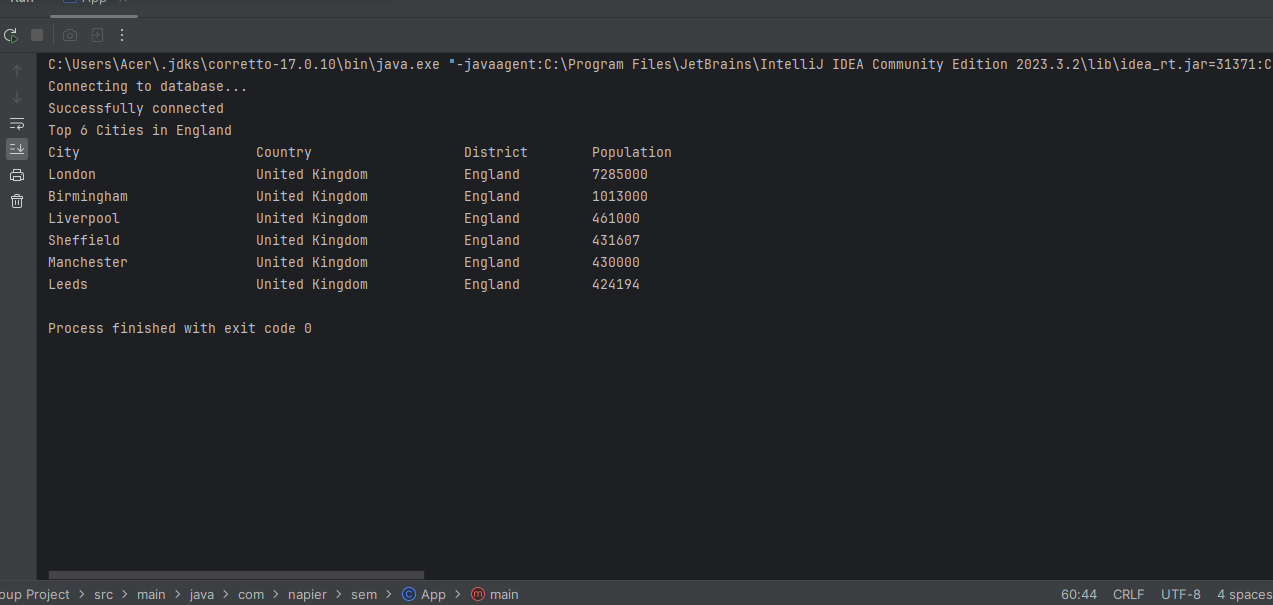 App
C:\Users\Acer\.jdks\corretto-17.0.10\bin\java.exe "-javaagent:C:\Program Files\JetBrains\IntelliJ IDEA Community Edition 2023.3.2\lib\idea_rt.jar=31371:C
Connecting to database...
Successfully connected
Top 6 Cities in England
City Country District Population
London United Kingdom England 7285000
Birmingham United Kingdom England 1013000
Liverpool United Kingdom England 461000
Sheffield United Kingdom England 431607
Manchester United Kingdom England 430000
Leeds United Kingdom England 424194
Process finished with exit code 0
oup Project > src > main > java > com > napier > sem > C App > m main 60:44 CRLF UTF-8 4 spaces